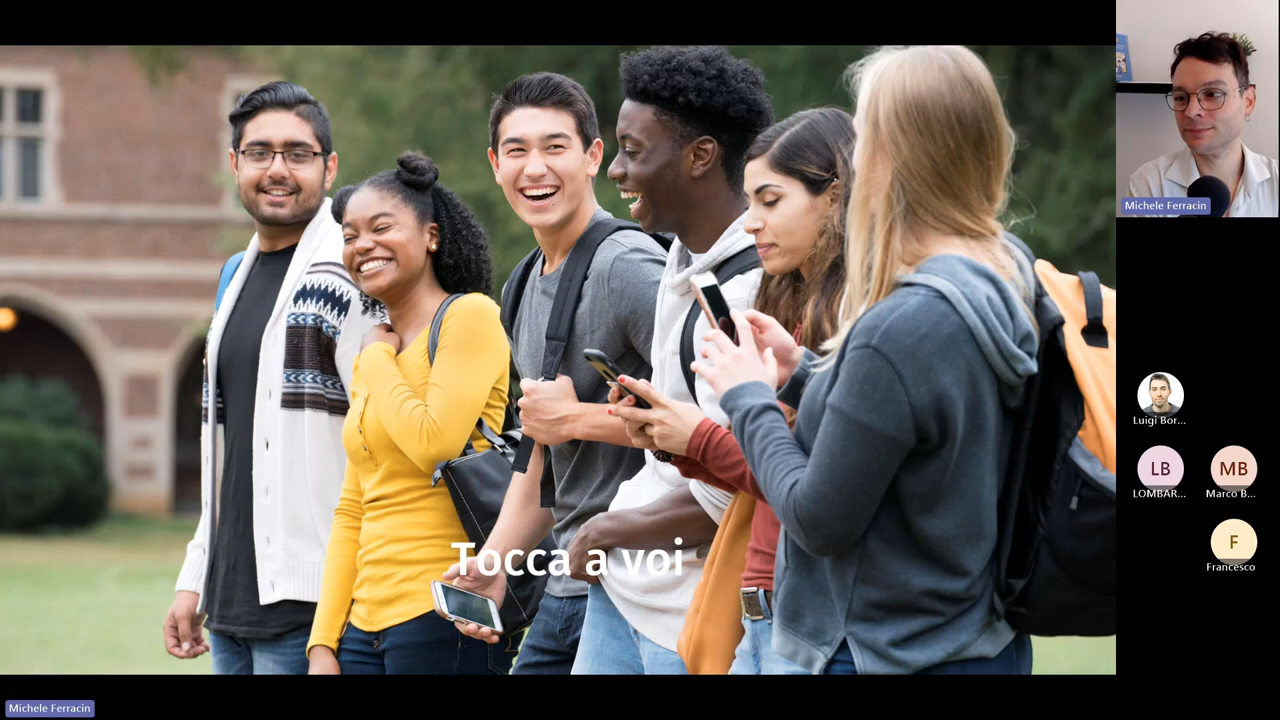 Tocca a voi
Michele Ferracin
Luigi Bor...
LB
LOMBAR...
MB
Marco B...
F
Francesco
Michele Ferracin